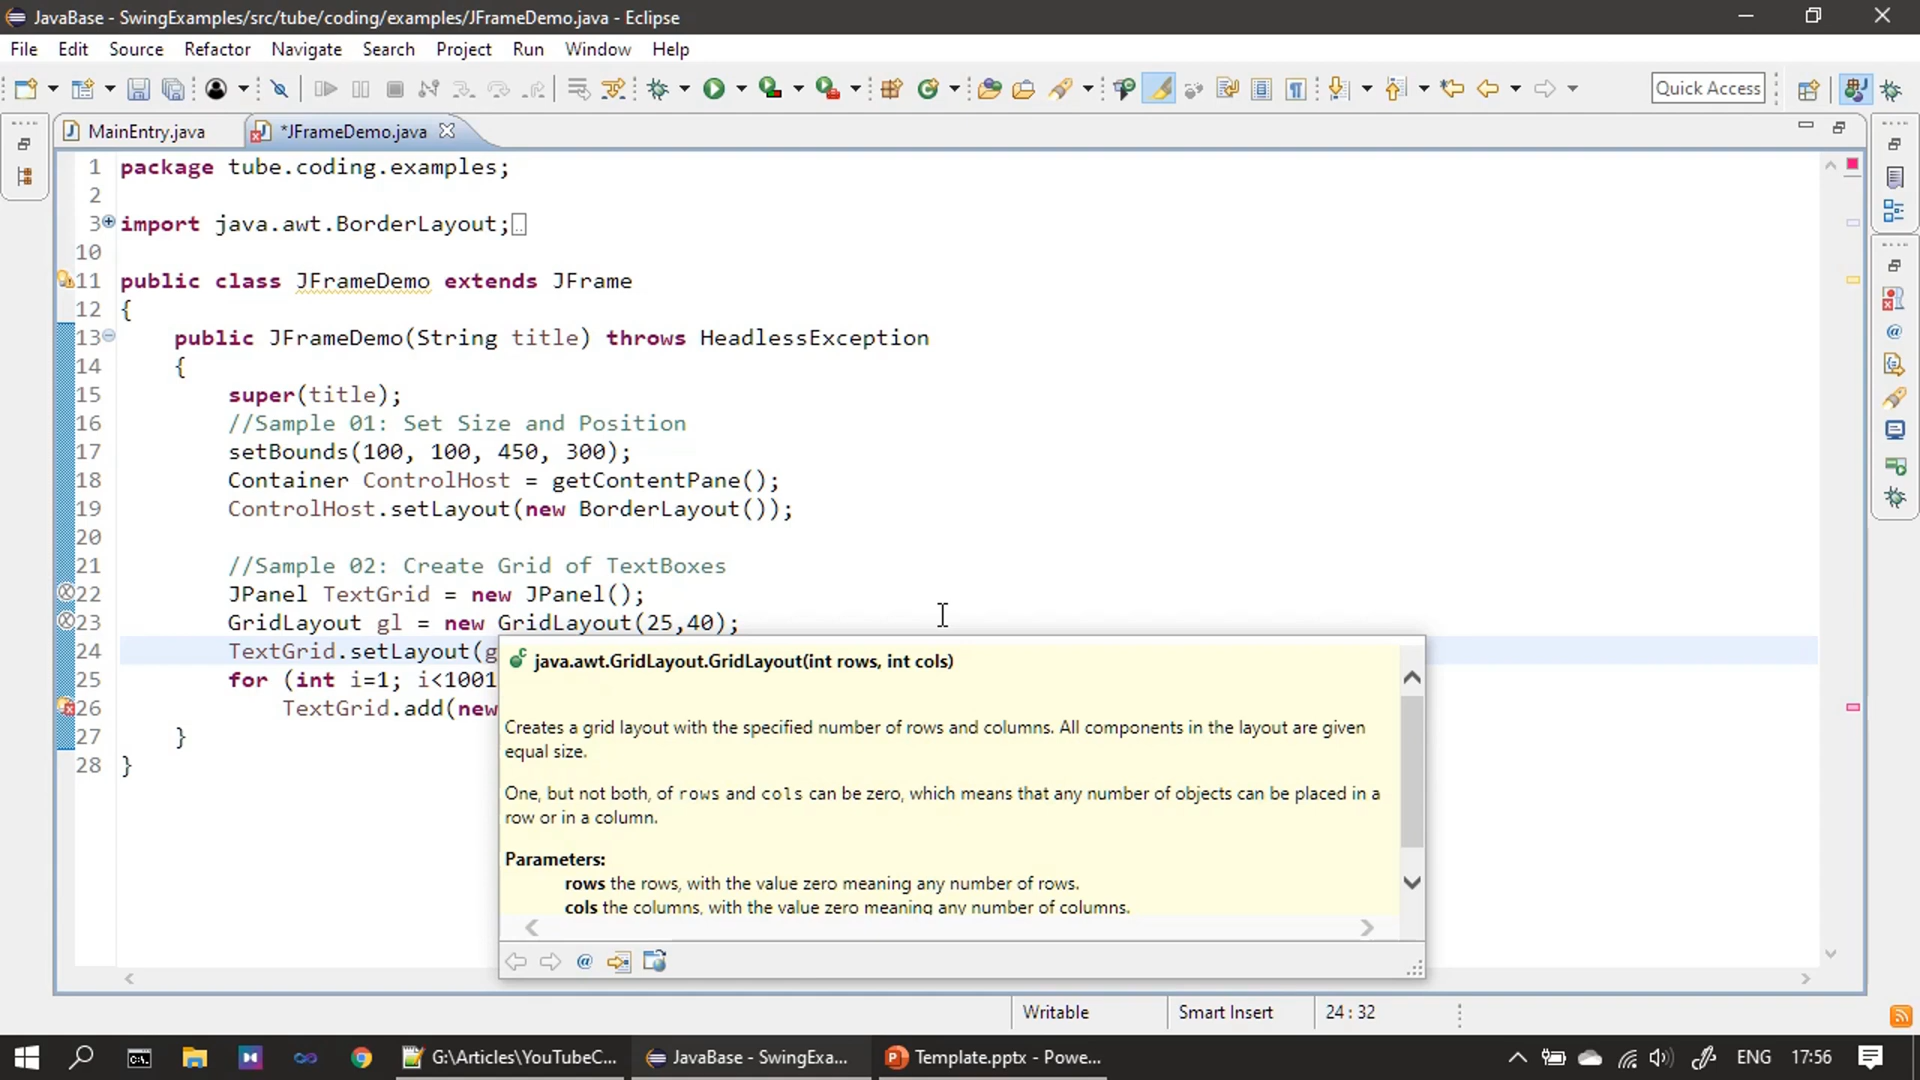 JavaBase - SwingExamples/src/tube/coding/examples/JFrameDemo.java - Eclipse
File Edit Source Refactor Navigate Search Project Run Window Help
Quick Access
MainEntry.java
*JFrameDemo.java
1 package tube.coding.examples;
2
3 import java.awt.BorderLayout;
10
11 public class JFrameDemo extends JFrame
12 {
13 public JFrameDemo(String title) throws HeadlessException
14 {
15 super(title);
16 //Sample 01: Set Size and Position
17 setBounds(100, 100, 450, 300);
18 Container ControlHost = getContentPane();
19 ControlHost.setLayout(new BorderLayout());
20
21 //Sample 02: Create Grid of TextBoxes
22 JPanel TextGrid = new JPanel();
23 GridLayout gl = new GridLayout(25,40);
24 TextGrid.setLayout(g
25 for (int i=1; i<1001
26 TextGrid.add(new
27 }
28 }
java.awt.GridLayout.GridLayout(int rows, int cols)
Creates a grid layout with the specified number of rows and columns. All components in the layout are given
equal size.
One, but not both, of rows and cols can be zero, which means that any number of objects can be placed in a
row or in a column.
Parameters:
rows the rows, with the value zero meaning any number of rows.
cols the columns, with the value zero meaning any number of columns.
Writable Smart Insert 24 : 32
G:\Articles\YouTubeC... JavaBase - SwingExa... Template.pptx - Powe... ENG 17:56